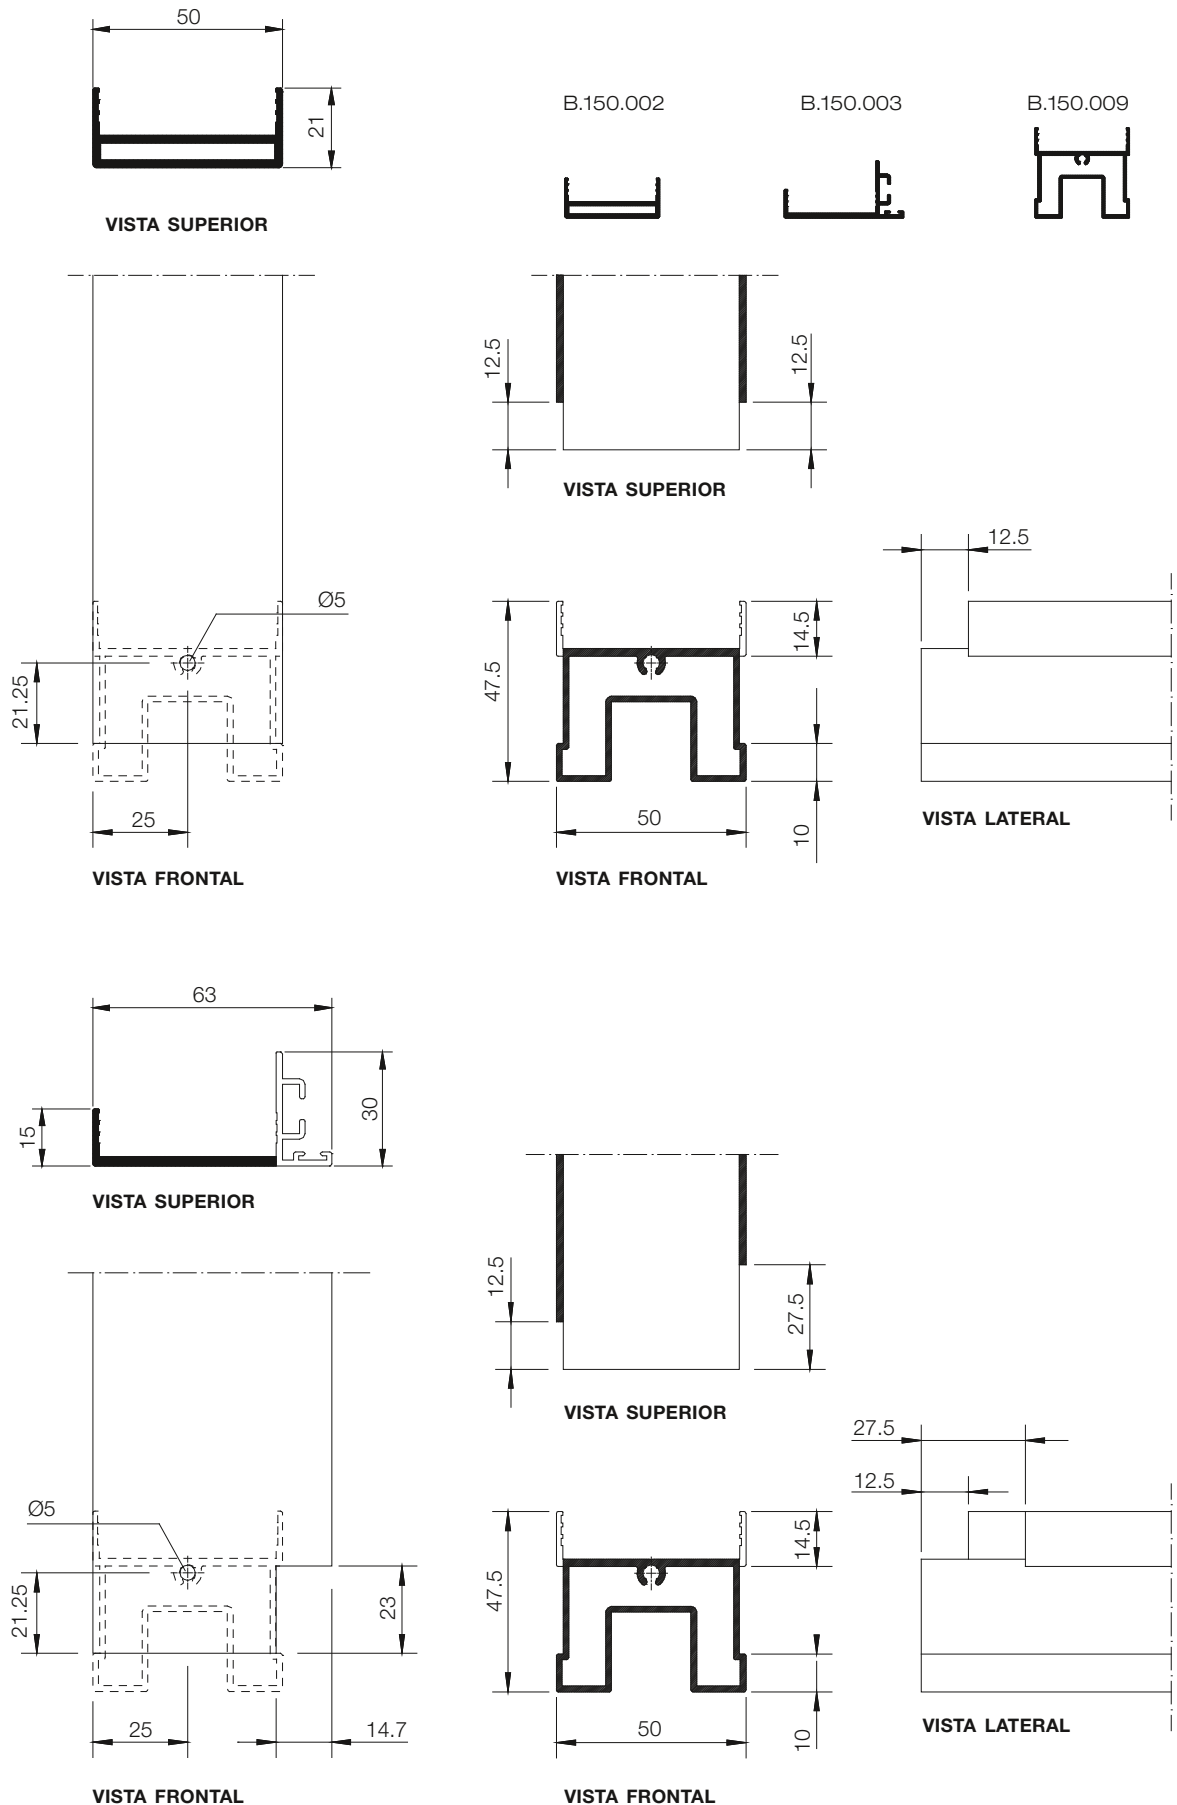 50
21
VISTA SUPERIOR
B.150.002
B.150.003
B.150.009
12.5
12.5
VISTA SUPERIOR
Ø5
21.25
25
VISTA FRONTAL
47.5
14.5
50
10
VISTA FRONTAL
12.5
VISTA LATERAL
63
15
30
VISTA SUPERIOR
12.5
27.5
VISTA SUPERIOR
Ø5
21.25
23
25
14.7
VISTA FRONTAL
47.5
14.5
50
10
VISTA FRONTAL
27.5
12.5
VISTA LATERAL